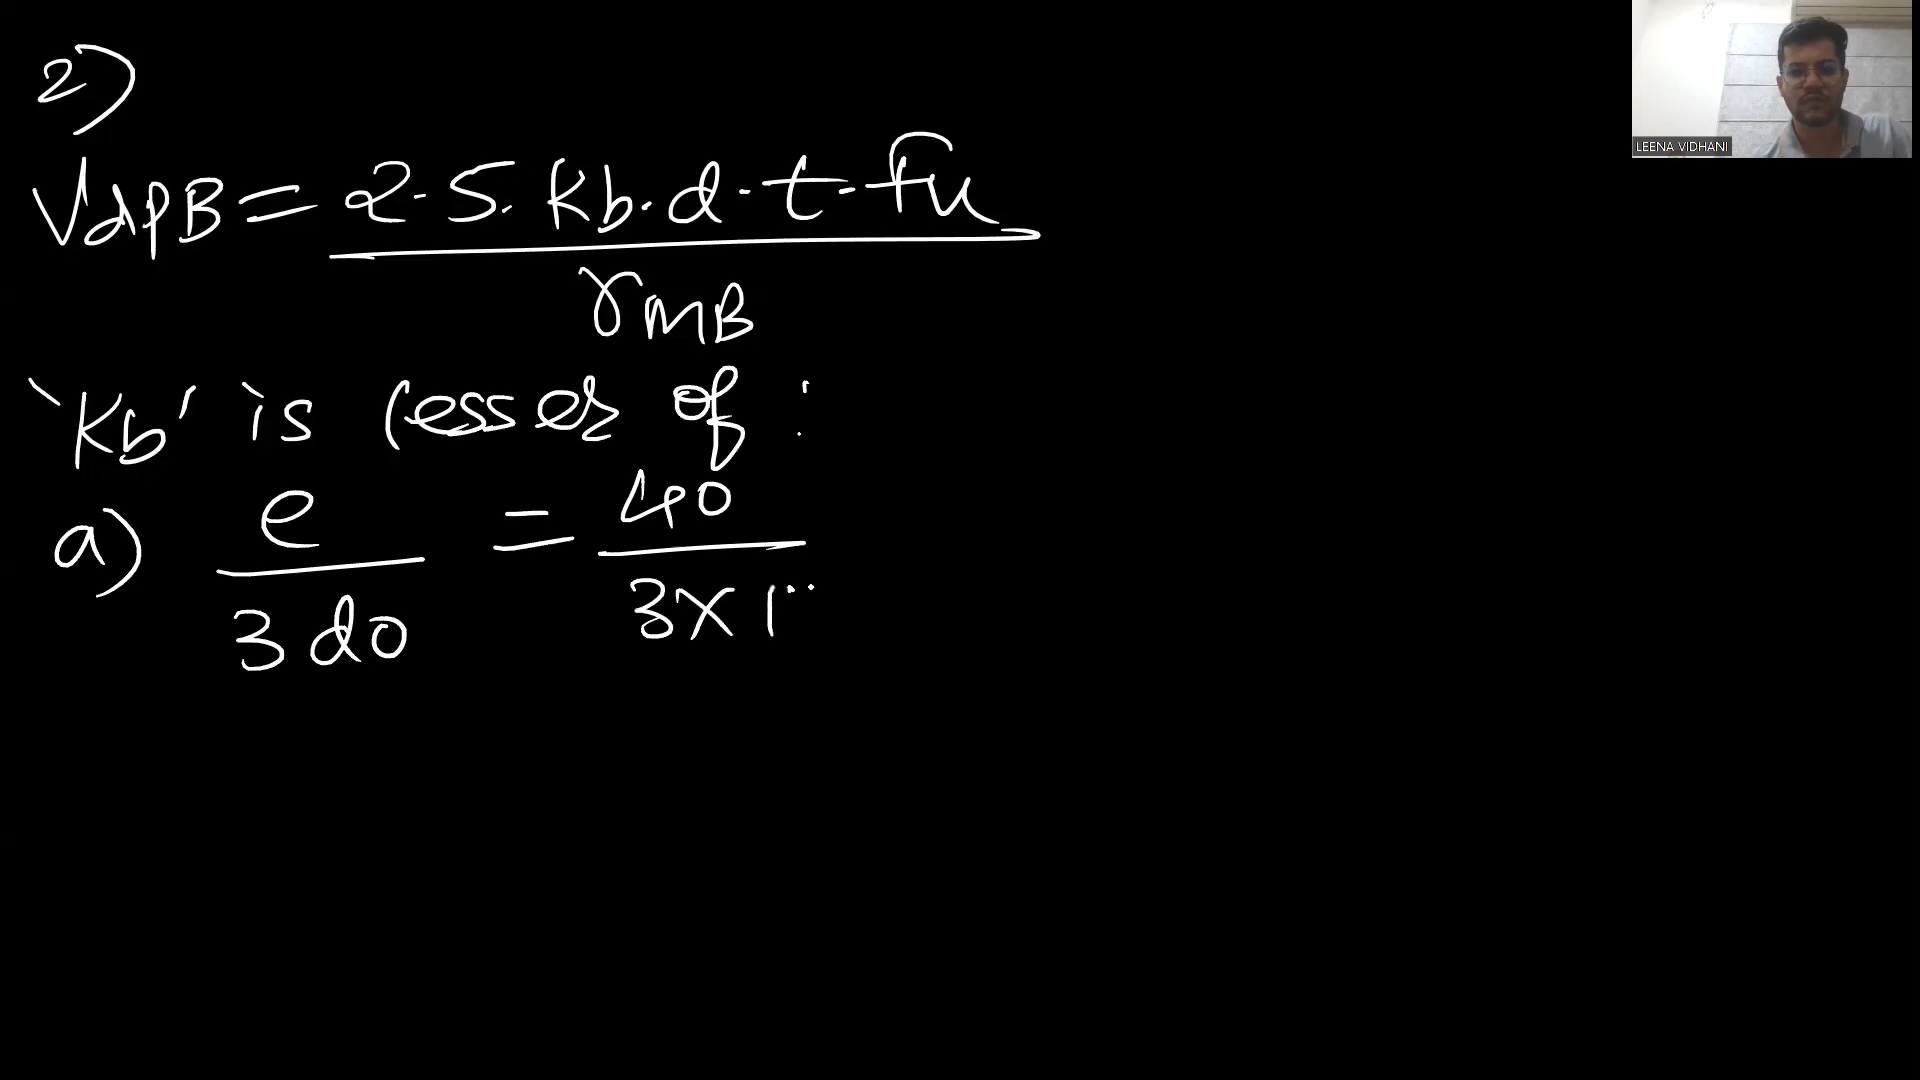 2)
VdpB = 2.5.Kb.d.t.fu
γmB
'Kb' is lesser of :
a) e = 40
3do 3X1
LEENA VIDHANI